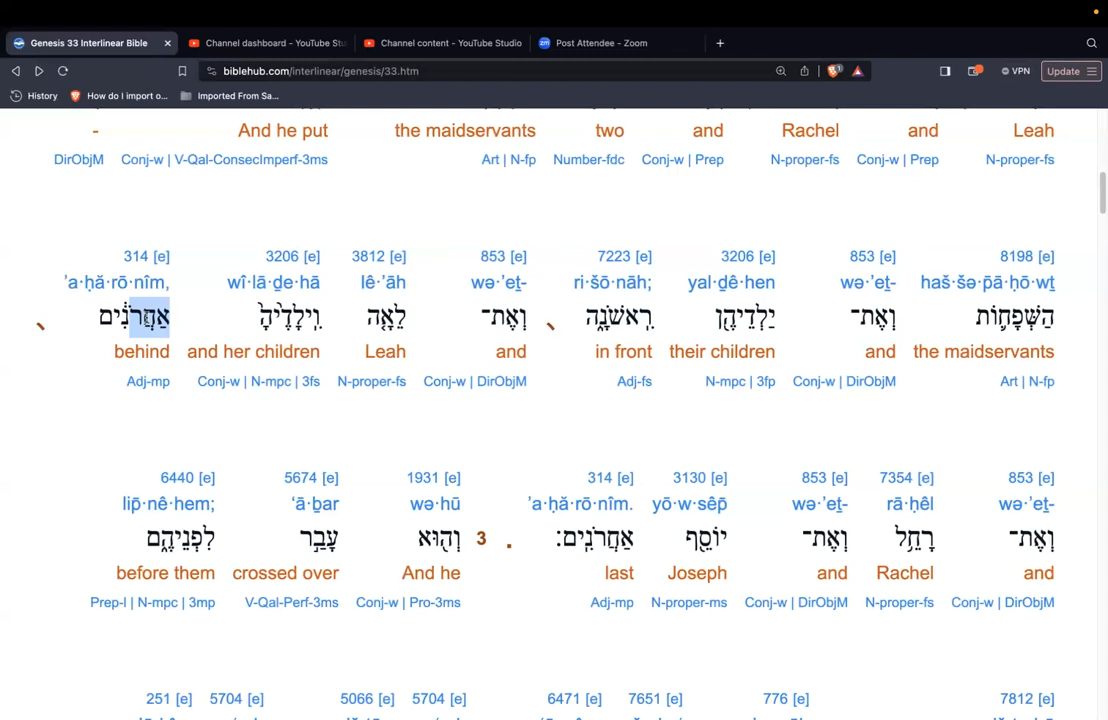 Genesis 33 Interlinear Bible × Channel dashboard - YouTube Stu Channel content - YouTube Studio zm Post Attendee - Zoom +
biblehub.com/interlinear/genesis/33.htm VPN Update
History How do I import o... Imported From Sa...
- And he put the maidservants two and Rachel and Leah
DirObjM Conj-w | V-Qal-ConsecImperf-3ms Art | N-fp Number-fdc Conj-w | Prep N-proper-fs Conj-w | Prep N-proper-fs
314 [e] 3206 [e] 3812 [e] 853 [e] 7223 [e] 3206 [e] 853 [e] 8198 [e]
’a·ḥă·rō·nîm, wî·lā·ḏe·hā lê·’āh wə·’eṯ- ri·šō·nāh; yal·ḏê·hen wə·’eṯ- haš·šə·p̄ā·ḥō·wṯ
הַשְּׁפָח֛וֹת וְאֶת־ יַלְדֵיהֶ֖ן רִֽאשֹׁנָ֑ה וְאֶת־ לֵאָ֤ה וִֽילָדֶ֙יהָ֙ אַחֲרֹנִ֔ים
behind and her children Leah and in front their children and the maidservants
Adj-mp Conj-w | N-mpc | 3fs N-proper-fs Conj-w | DirObjM Adj-fs N-mpc | 3fp Conj-w | DirObjM Art | N-fp
6440 [e] 5674 [e] 1931 [e] 314 [e] 3130 [e] 853 [e] 7354 [e] 853 [e]
lip̄·nê·hem; ‘ā·ḇar wə·hū ’a·ḥă·rō·nîm. yō·w·sêp̄ wə·’eṯ- rā·ḥêl wə·’eṯ-
וְאֶת־ רָחֵ֥ל וְאֶת־ יוֹסֵ֖ף אַחֲרֹנִֽים׃ . 3 וְה֖וּא עָבַ֣ר לִפְנֵיהֶ֑ם
before them crossed over And he last Joseph and Rachel and
Prep-l | N-mpc | 3mp V-Qal-Perf-3ms Conj-w | Pro-3ms Adj-mp N-proper-ms Conj-w | DirObjM N-proper-fs Conj-w | DirObjM
251 [e] 5704 [e] 5066 [e] 5704 [e] 6471 [e] 7651 [e] 776 [e] 7812 [e]